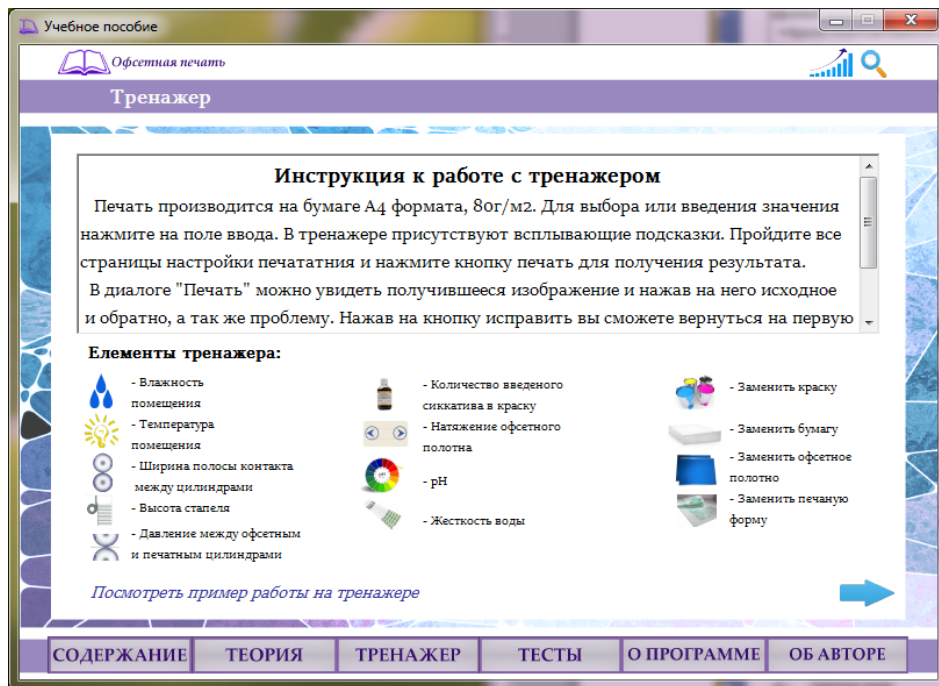 Учебное пособие
Офсетная печать
Тренажер
Инструкция к работе с тренажером
Печать производится на бумаге А4 формата, 80г/м2. Для выбора или введения значения
нажмите на поле ввода. В тренажере присутствуют всплывающие подсказки. Пройдите все
страницы настройки печататния и нажмите кнопку печать для получения результата.
В диалоге "Печать" можно увидеть получившееся изображение и нажав на него исходное
и обратно, а так же проблему. Нажав на кнопку исправить вы сможете вернуться на первую
Елементы тренажера:
- Влажность
помещения
- Температура
помещения
- Ширина полосы контакта
между цилиндрами
- Высота стапеля
- Давление между офсетным
и печатным цилиндрами
- Количество введеного
сиккатива в краску
- Натяжение офсетного
полотна
- pH
- Жесткость воды
- Заменить краску
- Заменить бумагу
- Заменить офсетное
полотно
- Заменить печаную
форму
Посмотреть пример работы на тренажере
СОДЕРЖАНИЕ
ТЕОРИЯ
ТРЕНАЖЕР
ТЕСТЫ
О ПРОГРАММЕ
ОБ АВТОРЕ